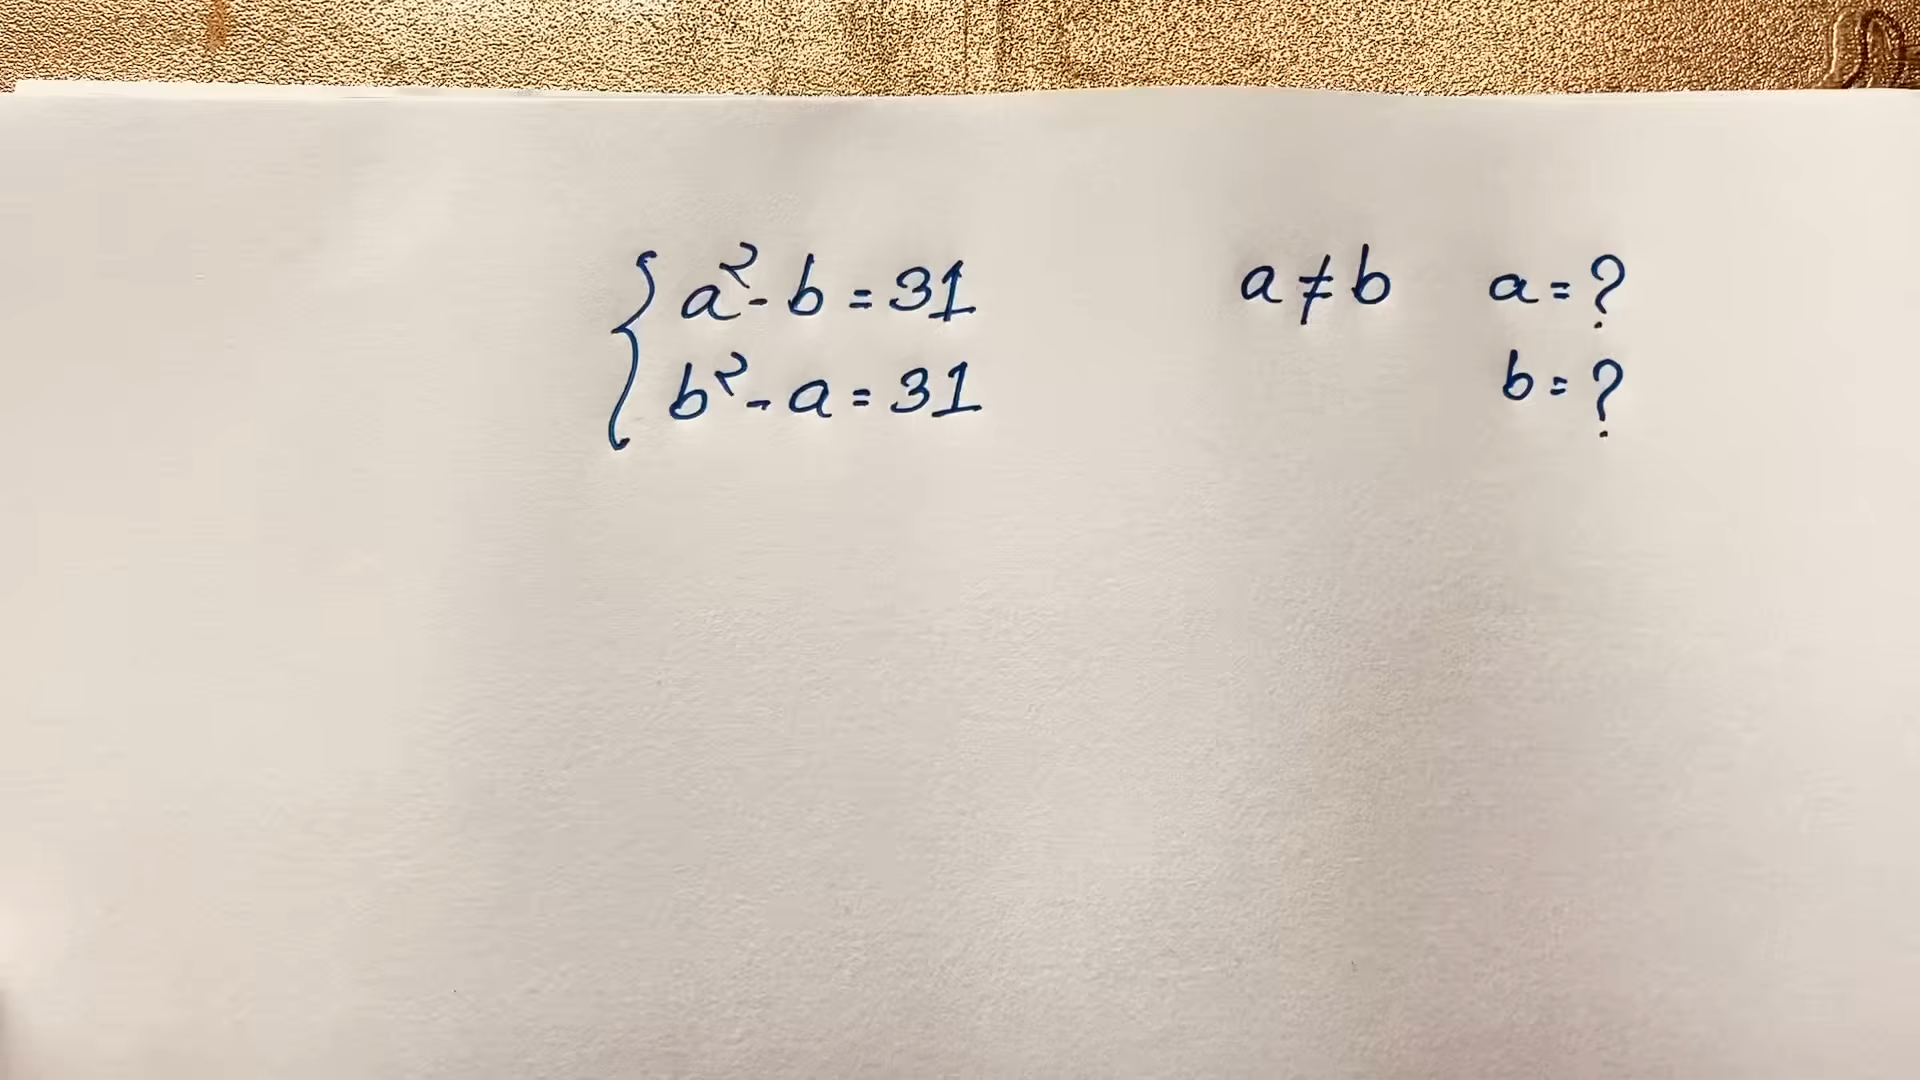 a² - b = 31 a ≠ b a = ?
b² - a = 31 b = ?